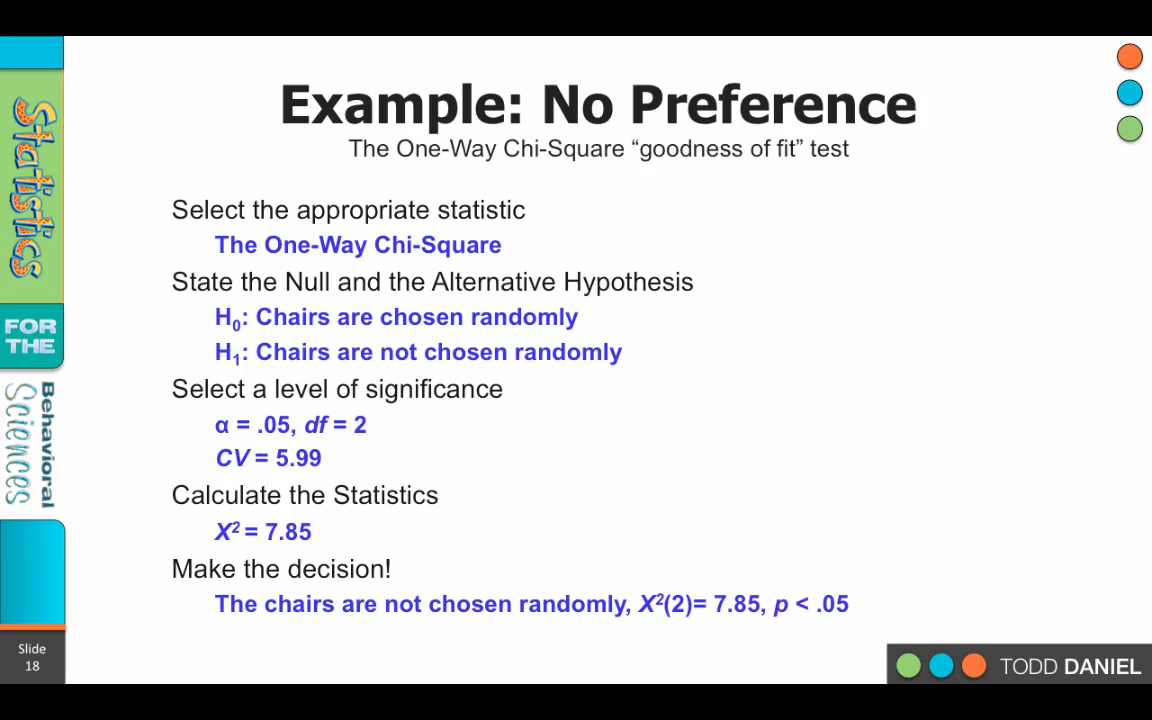 Statistics
FOR
THE
Behavioral
Sciences
Example: No Preference
The One-Way Chi-Square “goodness of fit” test
Select the appropriate statistic
The One-Way Chi-Square
State the Null and the Alternative Hypothesis
H₀: Chairs are chosen randomly
H₁: Chairs are not chosen randomly
Select a level of significance
α = .05, df = 2
CV = 5.99
Calculate the Statistics
X² = 7.85
Make the decision!
The chairs are not chosen randomly, X²(2)= 7.85, p < .05
Slide
18
TODD DANIEL